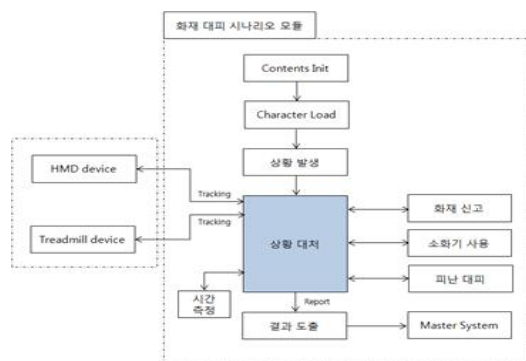 화재 대피 시나리오 모듈
Contents Init
Character Load
상황 발생
HMD device
Tracking
Treadmill device
Tracking
상황 대처
화재 신고
소화기 사용
피난 대피
시간
측정
Report
결과 도출
Master System